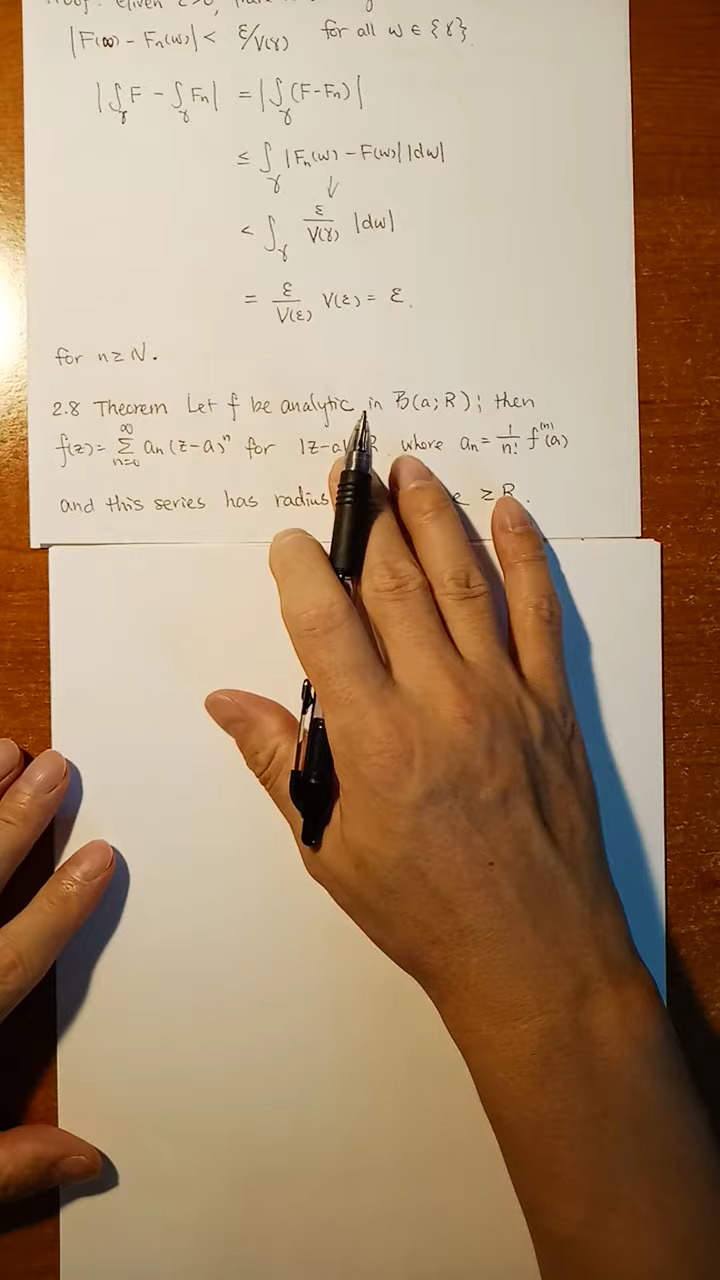 |F(∞) - Fn(w)| < ε/V(γ) for all w ∈ {γ}.
|∫γ F - ∫γ Fn| = |∫γ (F-Fn)|
≤ ∫γ |Fn(w) - F(w)| |dw|
< ∫γ ε/V(γ) |dw|
= ε/V(ε) V(ε) = ε.
for n ≥ N.
2.8 Theorem Let f be analytic in B(a; R); then
f(z) = ∑_{n=0}^{∞} an (z-a)^n for |z-a| R where an = 1/n! f^(n)(a)
and this series has radius ≥ R.